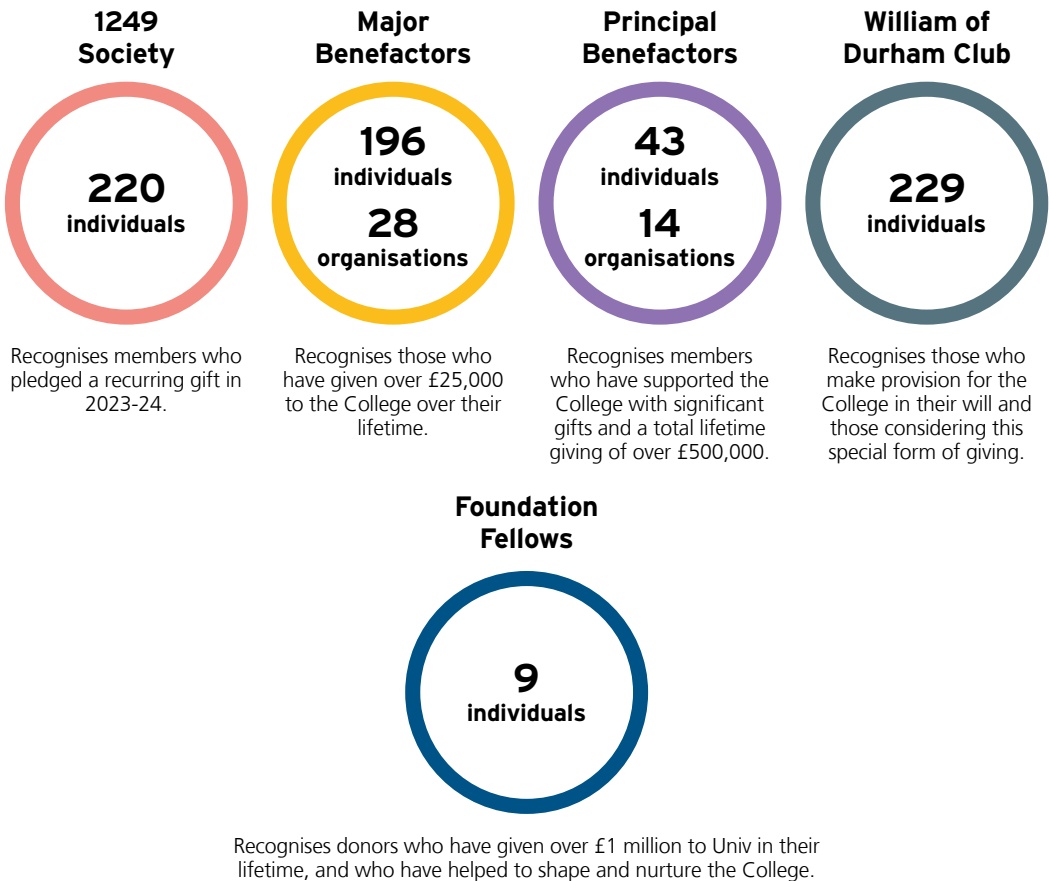 1249
Society
220
individuals
Recognises members who
pledged a recurring gift in
2023-24.
Major
Benefactors
196
individuals
28
organisations
Recognises those who
have given over £25,000
to the College over their
lifetime.
Principal
Benefactors
43
individuals
14
organisations
Recognises members
who have supported the
College with significant
gifts and a total lifetime
giving of over £500,000.
William of
Durham Club
229
individuals
Recognises those who
make provision for the
College in their will and
those considering this
special form of giving.
Foundation
Fellows
9
individuals
Recognises donors who have given over £1 million to Univ in their
lifetime, and who have helped to shape and nurture the College.